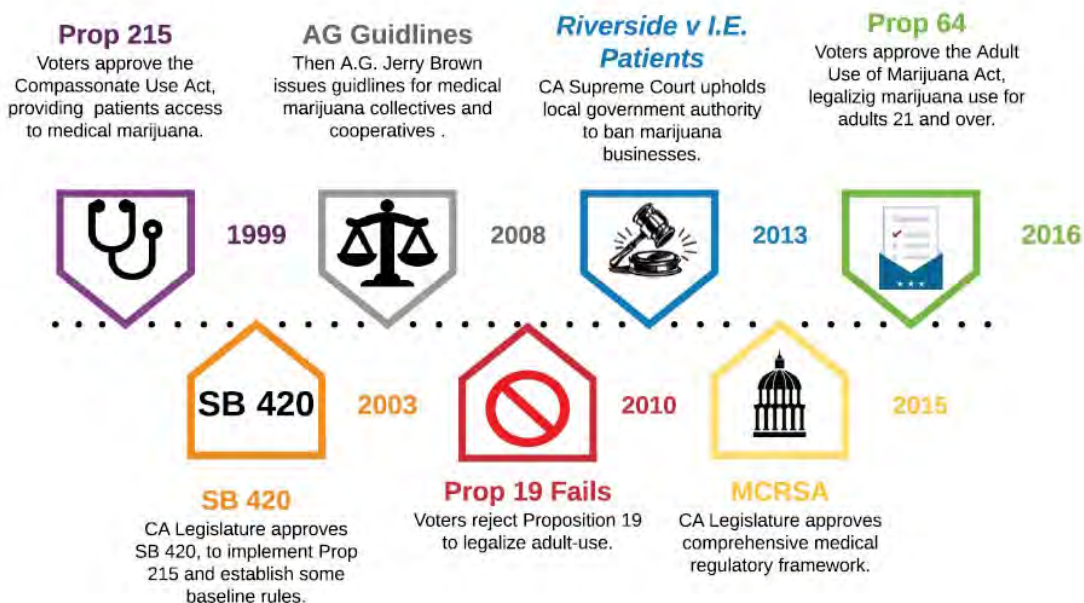 Prop 215
Voters approve the
Compassonate Use Act,
providing patients access
to medical marijuana.
1999
AG Guidlines
Then A.G. Jerry Brown
issues guidlines for medical
marijuana collectives and
cooperatives .
2008
Riverside v I.E.
Patients
CA Supreme Court upholds
local government authority
to ban marijuana
businesses.
2013
Prop 64
Voters approve the Adult
Use of Marijuana Act,
legalizig marijuana use for
adults 21 and over.
2016
SB 420
2003
SB 420
CA Legislature approves
SB 420, to implement Prop
215 and establish some
baseline rules.
2010
Prop 19 Fails
Voters reject Proposition 19
to legalize adult-use.
2015
MCRSA
CA Legislature approves
comprehensive medical
regulatory framework.